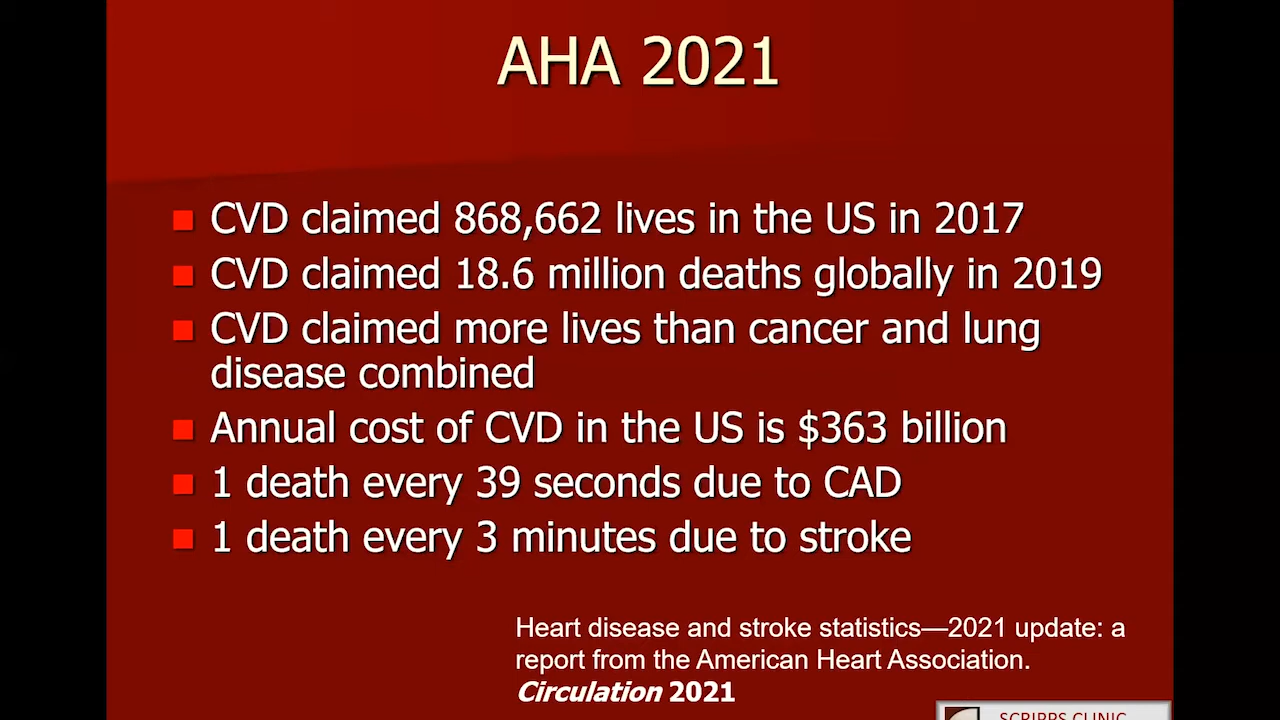 AHA 2021
CVD claimed 868,662 lives in the US in 2017
CVD claimed 18.6 million deaths globally in 2019
CVD claimed more lives than cancer and lung
disease combined
Annual cost of CVD in the US is $363 billion
1 death every 39 seconds due to CAD
1 death every 3 minutes due to stroke
Heart disease and stroke statistics—2021 update: a
report from the American Heart Association.
Circulation 2021
SCRIPPS CLINIC